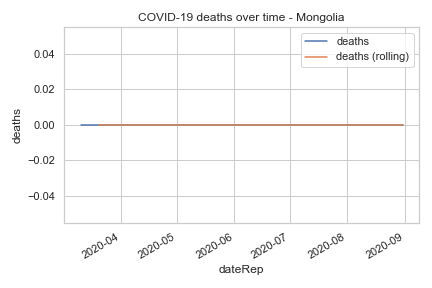 COVID-19 deaths over time - Mongolia
deaths
deaths (rolling)
0.04
0.02
0.00
−0.02
−0.04
deaths
2020-04
2020-05
2020-06
2020-07
2020-08
2020-09
dateRep